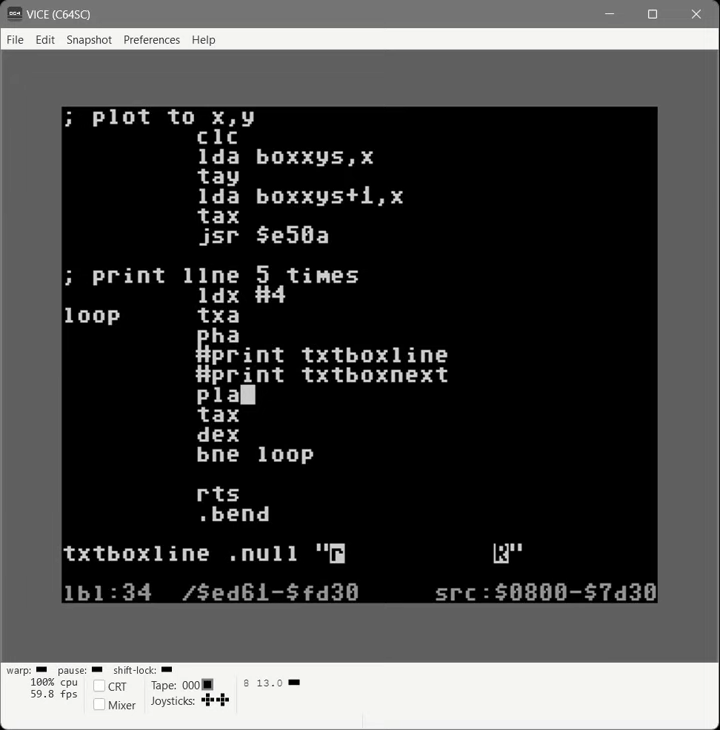 VICE (C64SC)
File Edit Snapshot Preferences Help
; plot to x,y
clc
lda boxxys,x
tay
lda boxxys+1,x
tax
jsr $e50a
; print line 5 times
ldx #4
loop txa
pha
#print txtboxline
#print txtboxnext
pla
tax
dex
bne loop
rts
.bend
txtboxline .null "r R"
lbl:34 /$ed61-$fd30 src:$0800-$7d30
warp: pause: shift-lock:
100% cpu
59.8 fps
CRT
Mixer
Tape: 000
Joysticks:
8 13.0